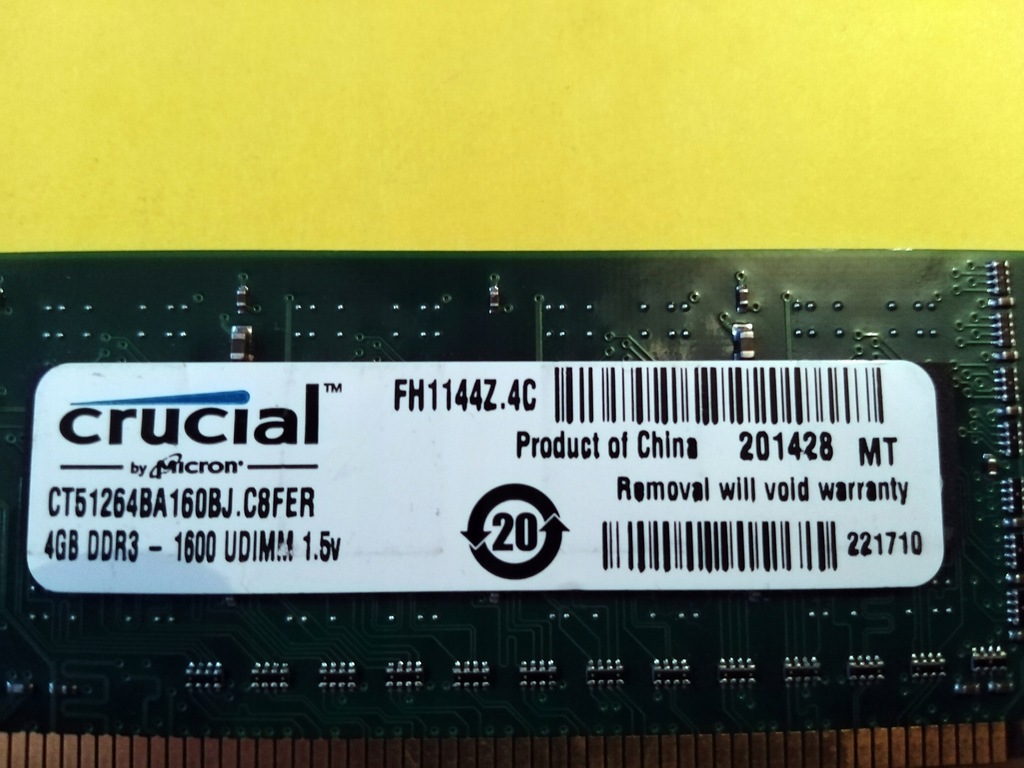 crucial™
by Micron®
CT51264BA160BJ.C8FER
4GB DDR3 - 1600 UDIMM 1.5v
FH1144Z.4C
Product of China 201428 MT
Removal will void warranty
20
221710